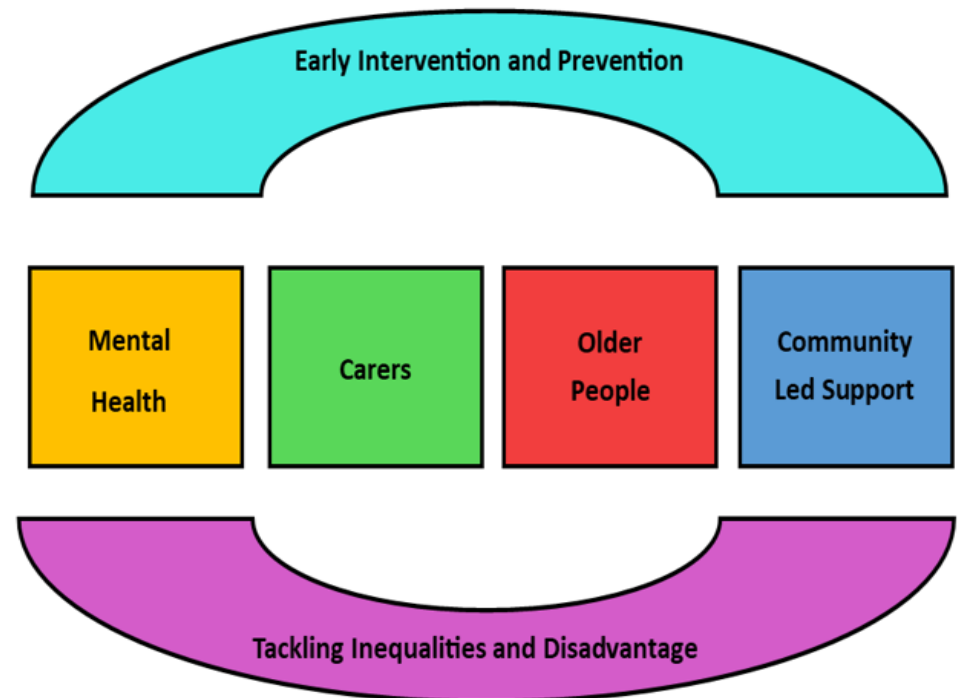 Early Intervention and Prevention
Mental
Health
Carers
Older
People
Community
Led Support
Tackling Inequalities and Disadvantage